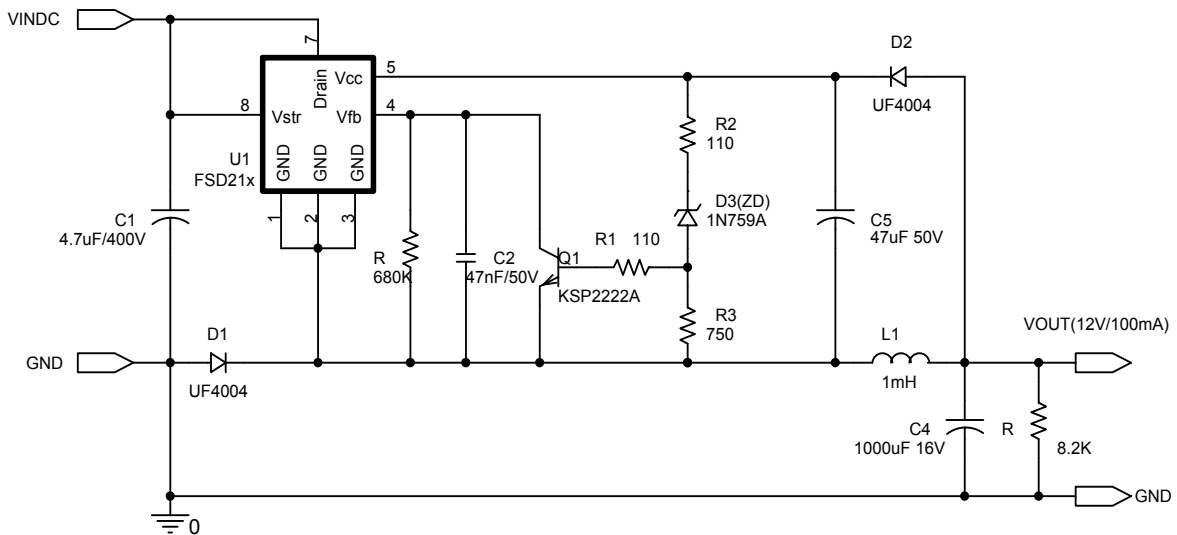 VINDC
7
Drain
Vcc
5
D2
UF4004
8
Vstr
Vfb
4
U1
FSD21x
GND
GND
GND
1
2
3
R2
110
D3(ZD)
1N759A
C1
4.7uF/400V
R
680K
C2
47nF/50V
Q1
KSP2222A
R1
110
C5
47uF 50V
R3
750
D1
UF4004
GND
L1
1mH
VOUT(12V/100mA)
C4
1000uF 16V
R
8.2K
GND
0